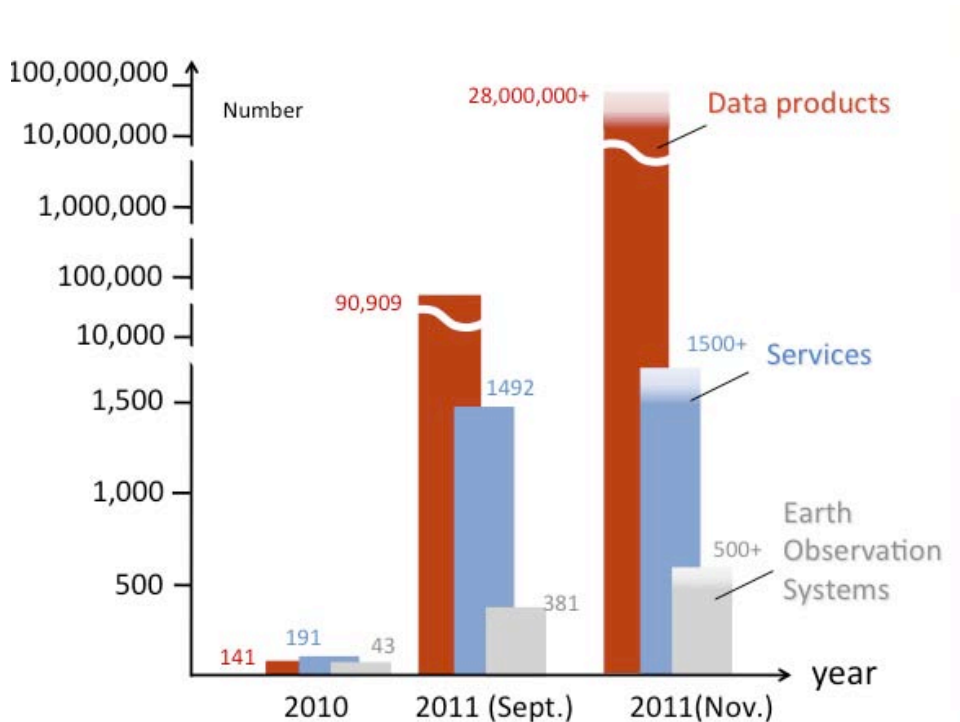 100,000,000
Number
28,000,000+
Data products
10,000,000
1,000,000
100,000
90,909
10,000
1500+
Services
1492
1,500
1,000
Earth
Observation
Systems
500+
500
381
191
43
141
year
2010
2011 (Sept.)
2011(Nov.)